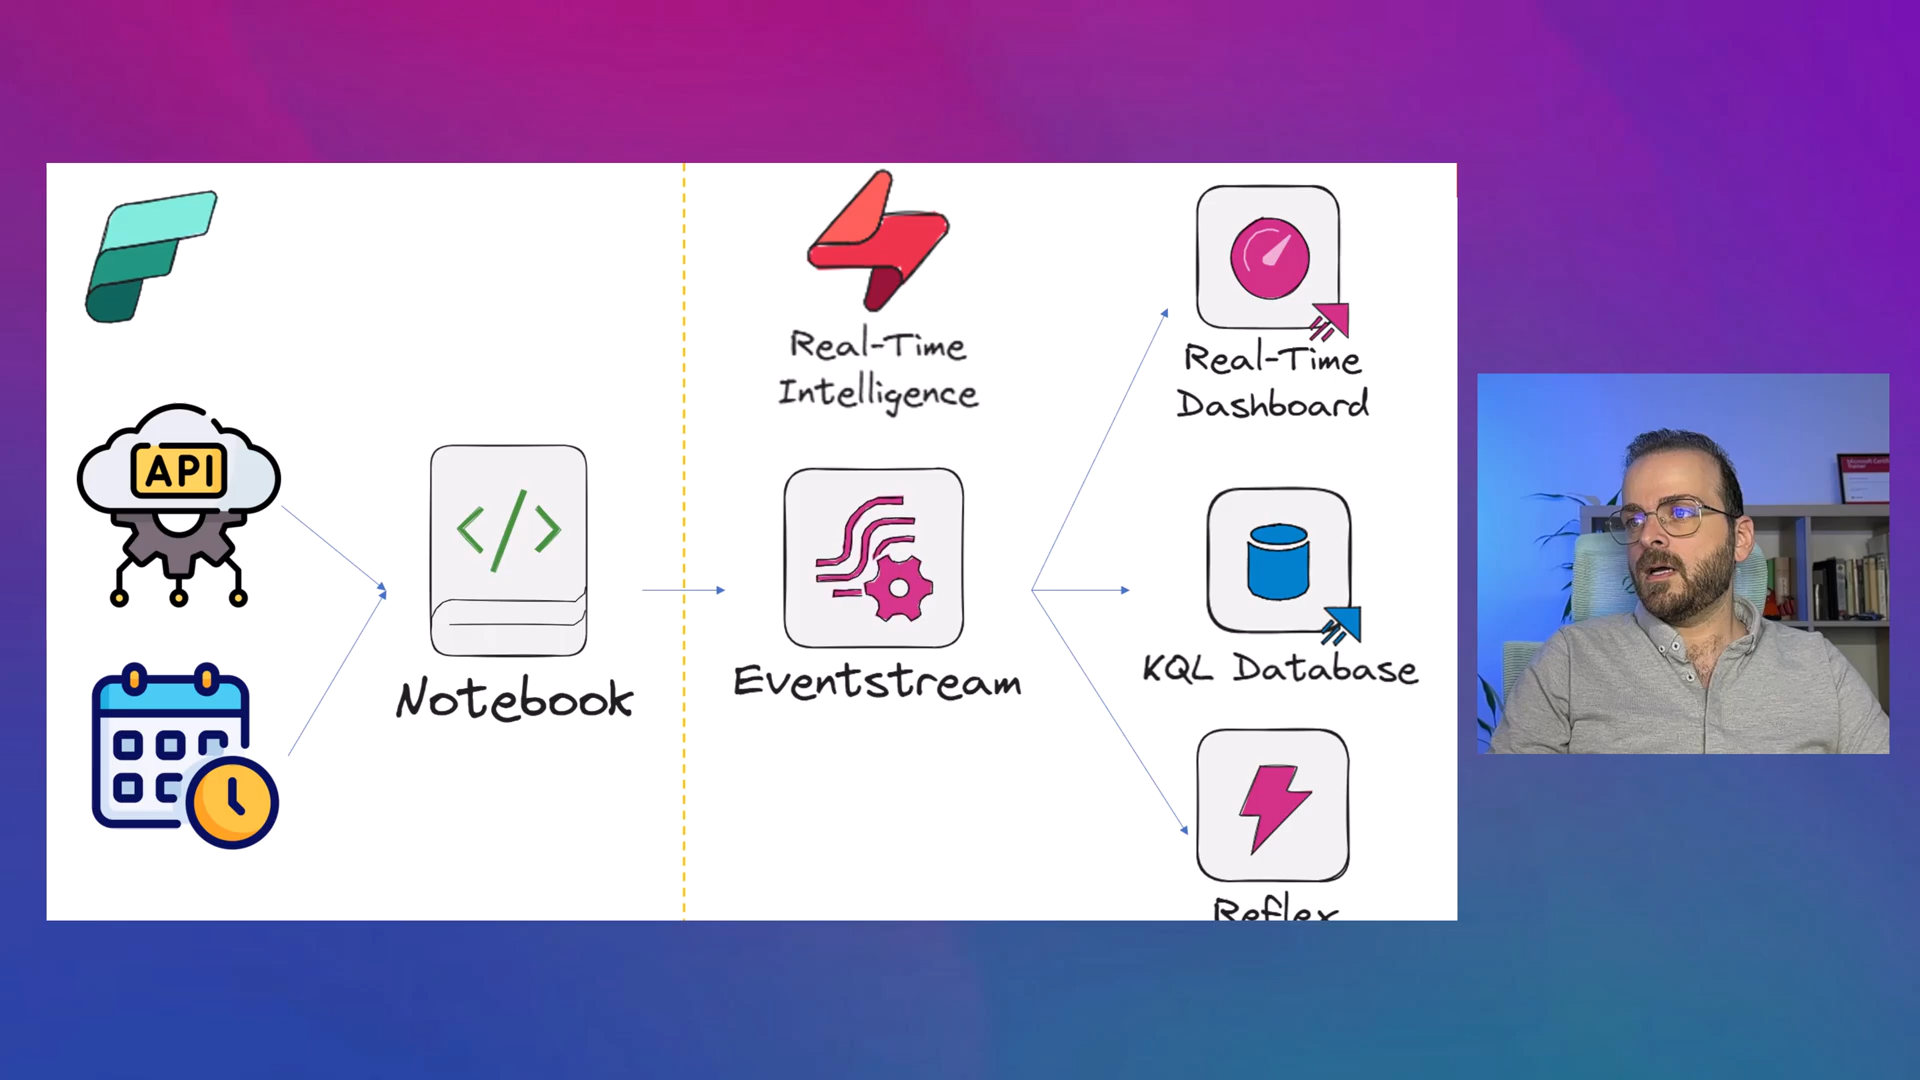 API
Notebook
Real-Time
Intelligence
Eventstream
Real-Time
Dashboard
KQL Database
Reflex